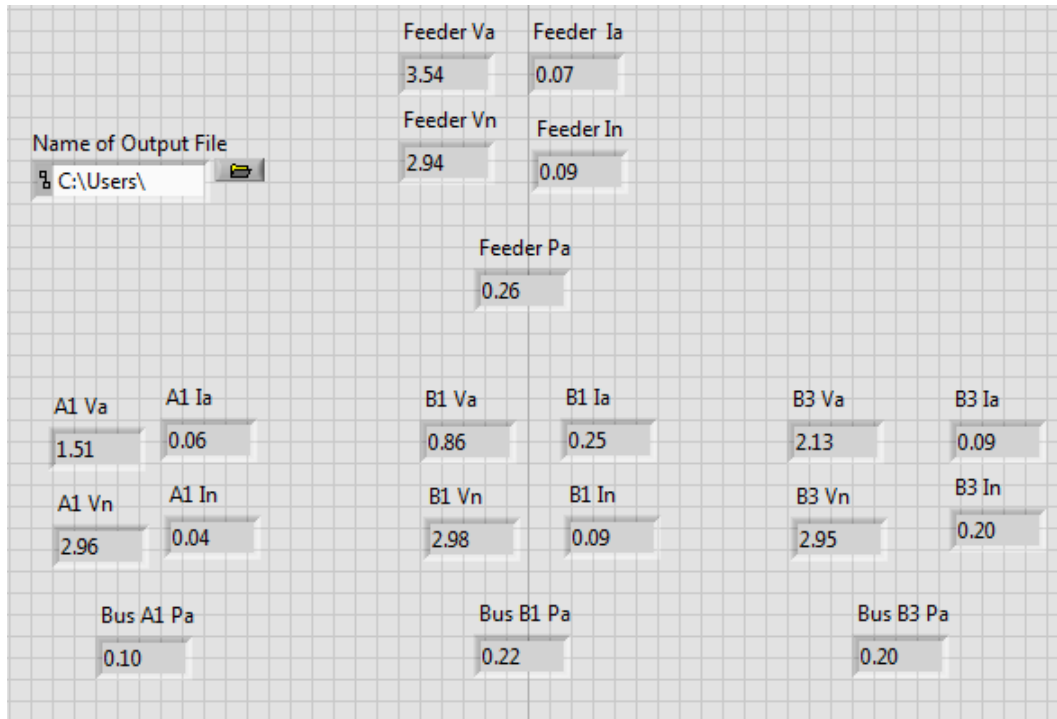 Feeder Va Feeder Ia
3.54 0.07
Feeder Vn Feeder In
2.94 0.09
Name of Output File
C:\Users\
Feeder Pa
0.26
A1 Va A1 Ia B1 Va B1 Ia B3 Va B3 Ia
1.51 0.06 0.86 0.25 2.13 0.09
A1 Vn A1 In B1 Vn B1 In B3 Vn B3 In
2.96 0.04 2.98 0.09 2.95 0.20
Bus A1 Pa Bus B1 Pa Bus B3 Pa
0.10 0.22 0.20